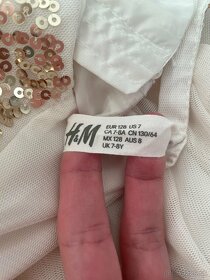 H&M
EUR 128 US 7
CA 7-8A CN 130/64
MX 128 AUS 8
UK 7-8Y